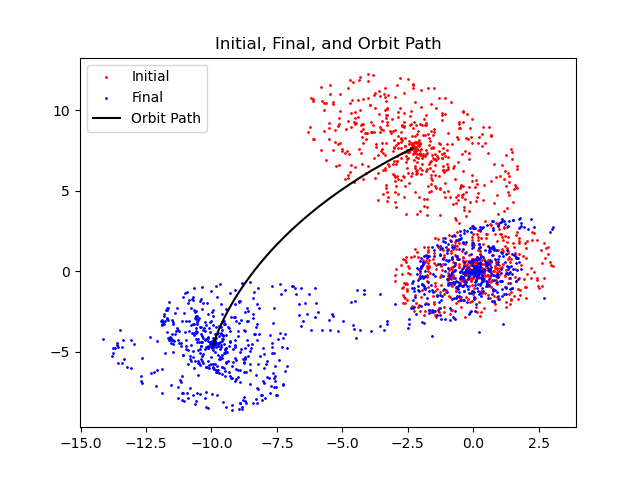 Initial, Final, and Orbit Path
Initial
Final
Orbit Path
10
5
0
−5
−15.0 −12.5 −10.0 −7.5 −5.0 −2.5 0.0 2.5